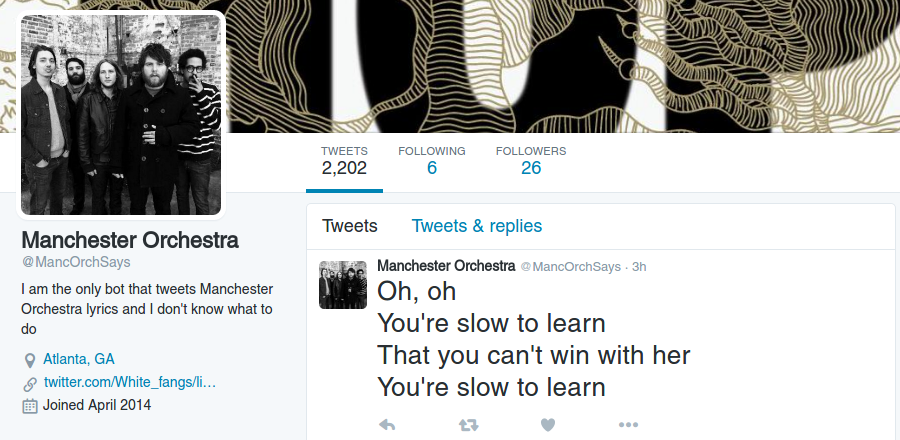 TWEETS FOLLOWING FOLLOWERS
2,202 6 26
Manchester Orchestra
@MancOrchSays
I am the only bot that tweets Manchester
Orchestra lyrics and I don't know what to
do
Atlanta, GA
twitter.com/White_fangs/li…
Joined April 2014
Tweets Tweets & replies
Manchester Orchestra @MancOrchSays · 3h
Oh, oh
You're slow to learn
That you can't win with her
You're slow to learn